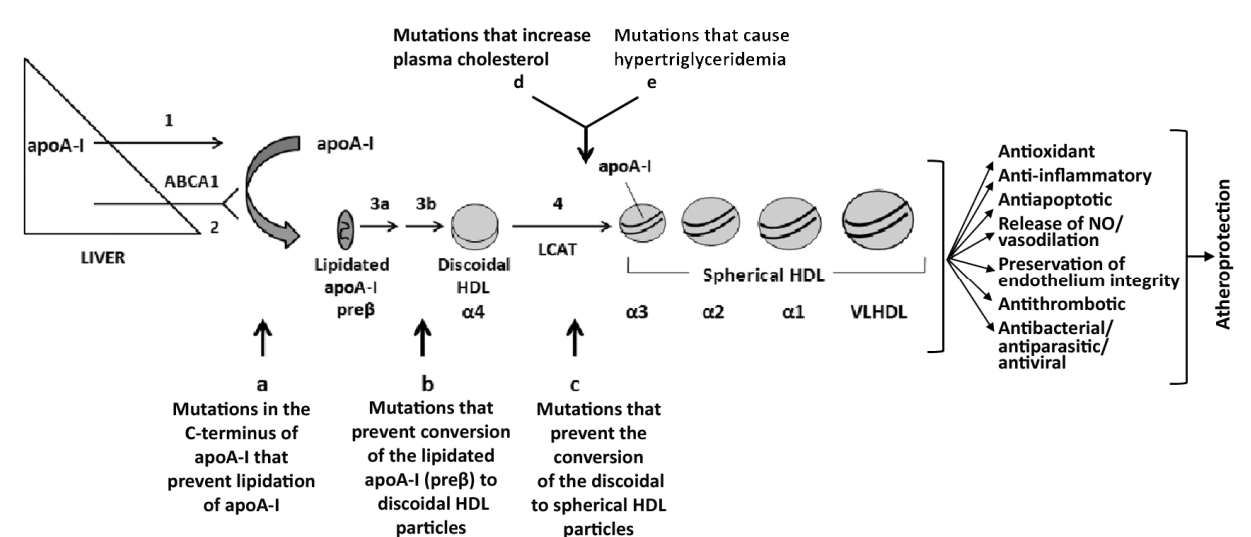 Mutations that increase
plasma cholesterol
d
Mutations that cause
hypertriglyceridemia
e
apoA-I
1
ABCA1
2
LIVER
apoA-I
Lipidated
apoA-I
preβ
3a
3b
Discoidal
HDL
α4
4
LCAT
apoA-I
Spherical HDL
α3
α2
α1
VLHDL
Antioxidant
Anti-inflammatory
Antiapoptotic
Release of NO/
vasodilation
Preservation of
endothelium integrity
Antithrombotic
Antibacterial/
antiparasitic/
antiviral
Atheroprotection
a
Mutations in the
C-terminus of
apoA-I that
prevent lipidation
of apoA-I
b
Mutations that
prevent conversion
of the lipidated
apoA-I (preβ) to
discoidal HDL
particles
c
Mutations that
prevent the
conversion
of the discoidal
to spherical HDL
particles